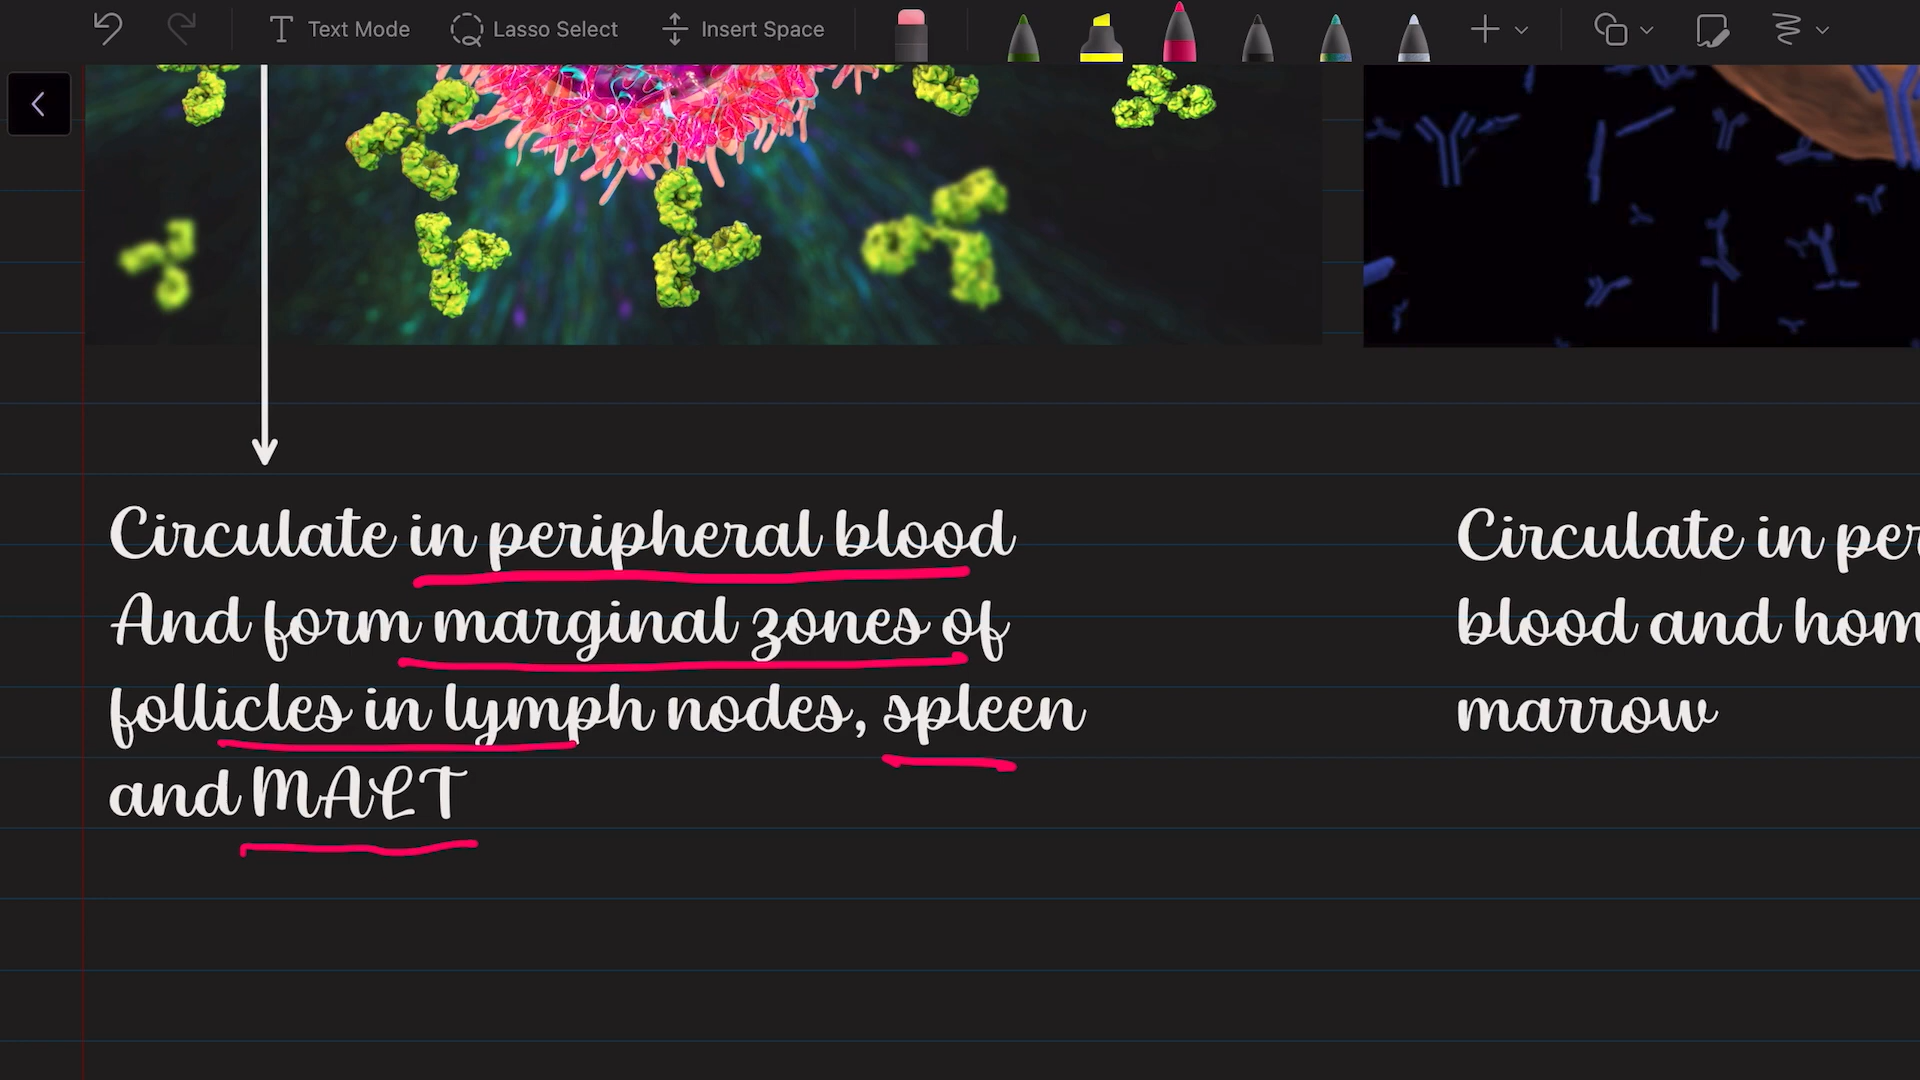 Text Mode
Lasso Select
Insert Space
Circulate in peripheral blood
And form marginal zones of
follicles in lymph nodes, spleen
and MALT
Circulate in per
blood and hom
marrow